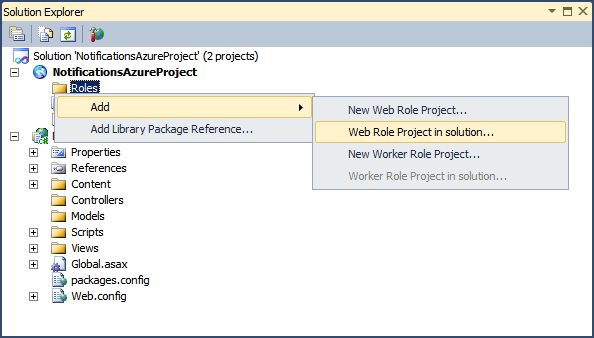 Solution Explorer
Solution 'NotificationsAzureProject' (2 projects)
NotificationsAzureProject
Roles
Add
Add Library Package Reference...
New Web Role Project...
Web Role Project in solution...
New Worker Role Project...
Worker Role Project in solution...
Properties
References
Content
Controllers
Models
Scripts
Views
Global.asax
packages.config
Web.config